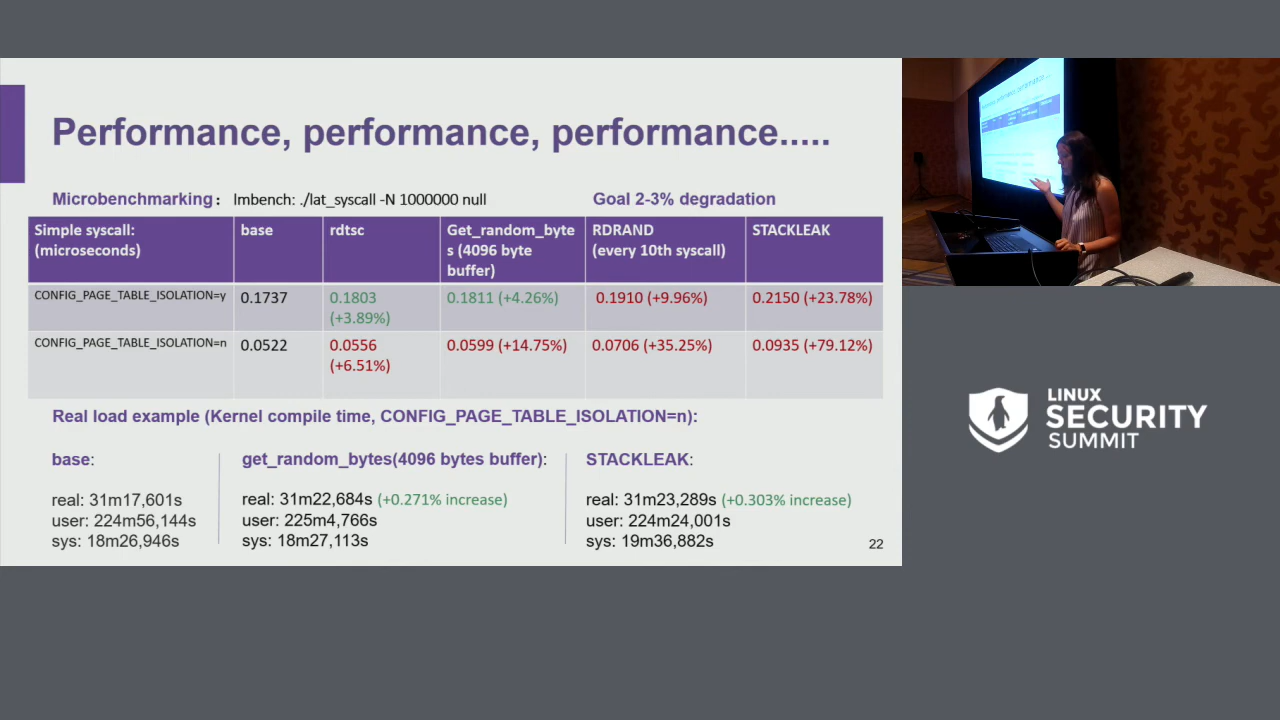 Performance, performance, performance.....
Microbenchmarking : lmbench: ./lat_syscall -N 1000000 null
Goal 2-3% degradation
Simple syscall: (microseconds)
base
rdtsc
Get_random_byte
s (4096 byte
buffer)
RDRAND
(every 10th syscall)
STACKLEAK
CONFIG_PAGE_TABLE_ISOLATION=y
0.1737
0.1803
(+3.89%)
0.1811 (+4.26%)
0.1910 (+9.96%)
0.2150 (+23.78%)
CONFIG_PAGE_TABLE_ISOLATION=n
0.0522
0.0556
(+6.51%)
0.0599 (+14.75%)
0.0706 (+35.25%)
0.0935 (+79.12%)
Real load example (Kernel compile time, CONFIG_PAGE_TABLE_ISOLATION=n):
base:
real: 31m17,601s
user: 224m56,144s
sys: 18m26,946s
get_random_bytes(4096 bytes buffer):
real: 31m22,684s (+0.271% increase)
user: 225m4,766s
sys: 18m27,113s
STACKLEAK:
real: 31m23,289s (+0.303% increase)
user: 224m24,001s
sys: 19m36,882s
22
LINUX
SECURITY
SUMMIT